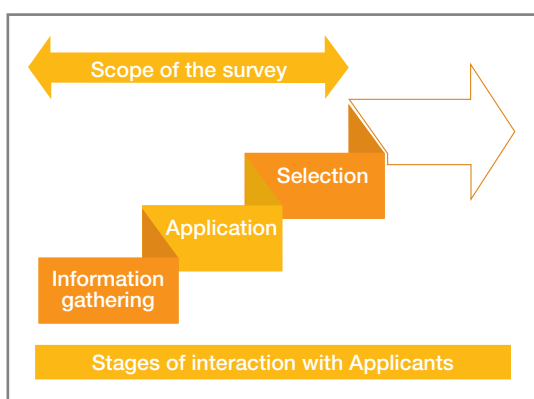 Scope of the survey
Selection
Application
Information
gathering
Stages of interaction with Applicants